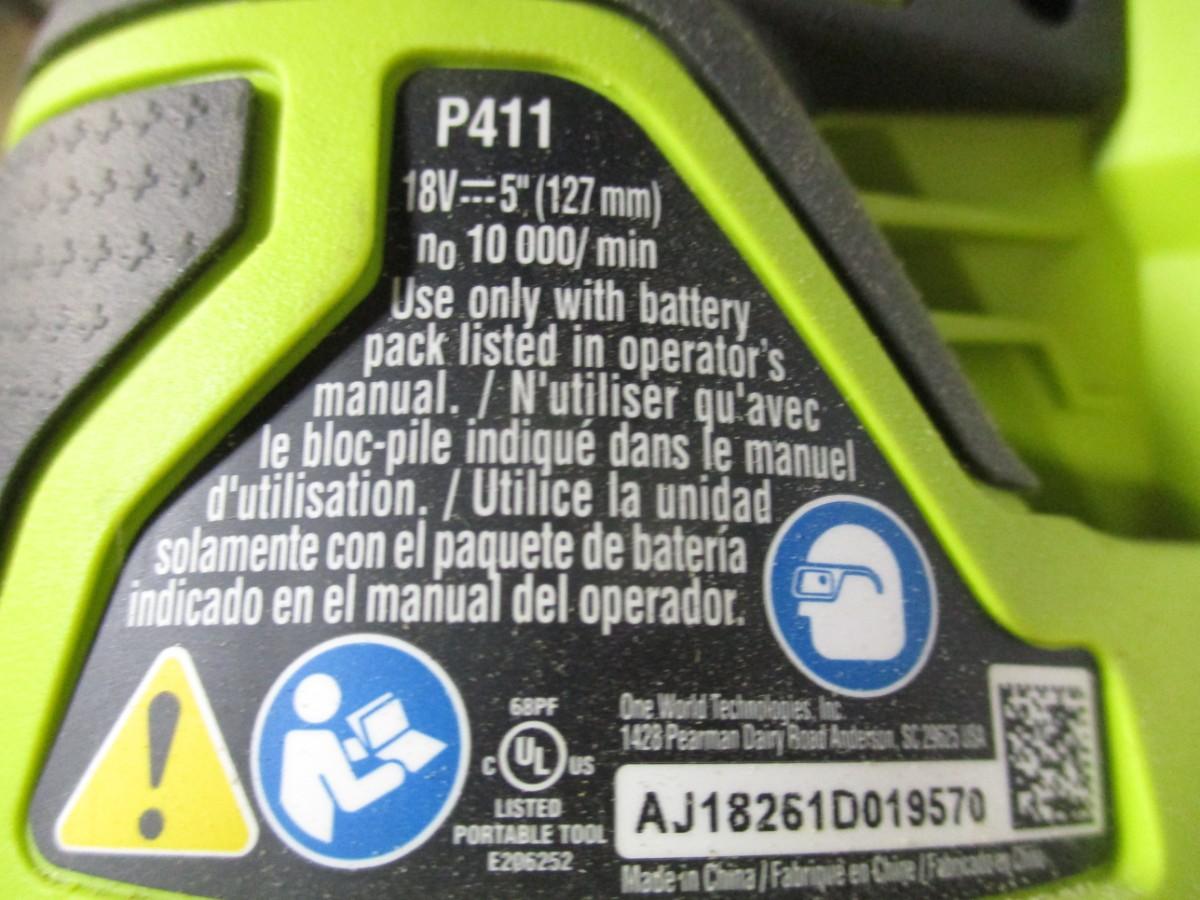 P411
18V⎓5" (127 mm)
n₀ 10 000/ min
Use only with battery
pack listed in operator's
manual. / N'utiliser qu'avec
le bloc-pile indiqué dans le manuel
d'utilisation. / Utilice la unidad
solamente con el paquete de batería
indicado en el manual del operador.
68PF
C UL US
LISTED
PORTABLE TOOL
E206252
One World Technologies, Inc.
1428 Pearman Dairy Road Anderson, SC 29625 USA
AJ18261D019570
Made in China / Fabriqué en Chine / Fabricado en China